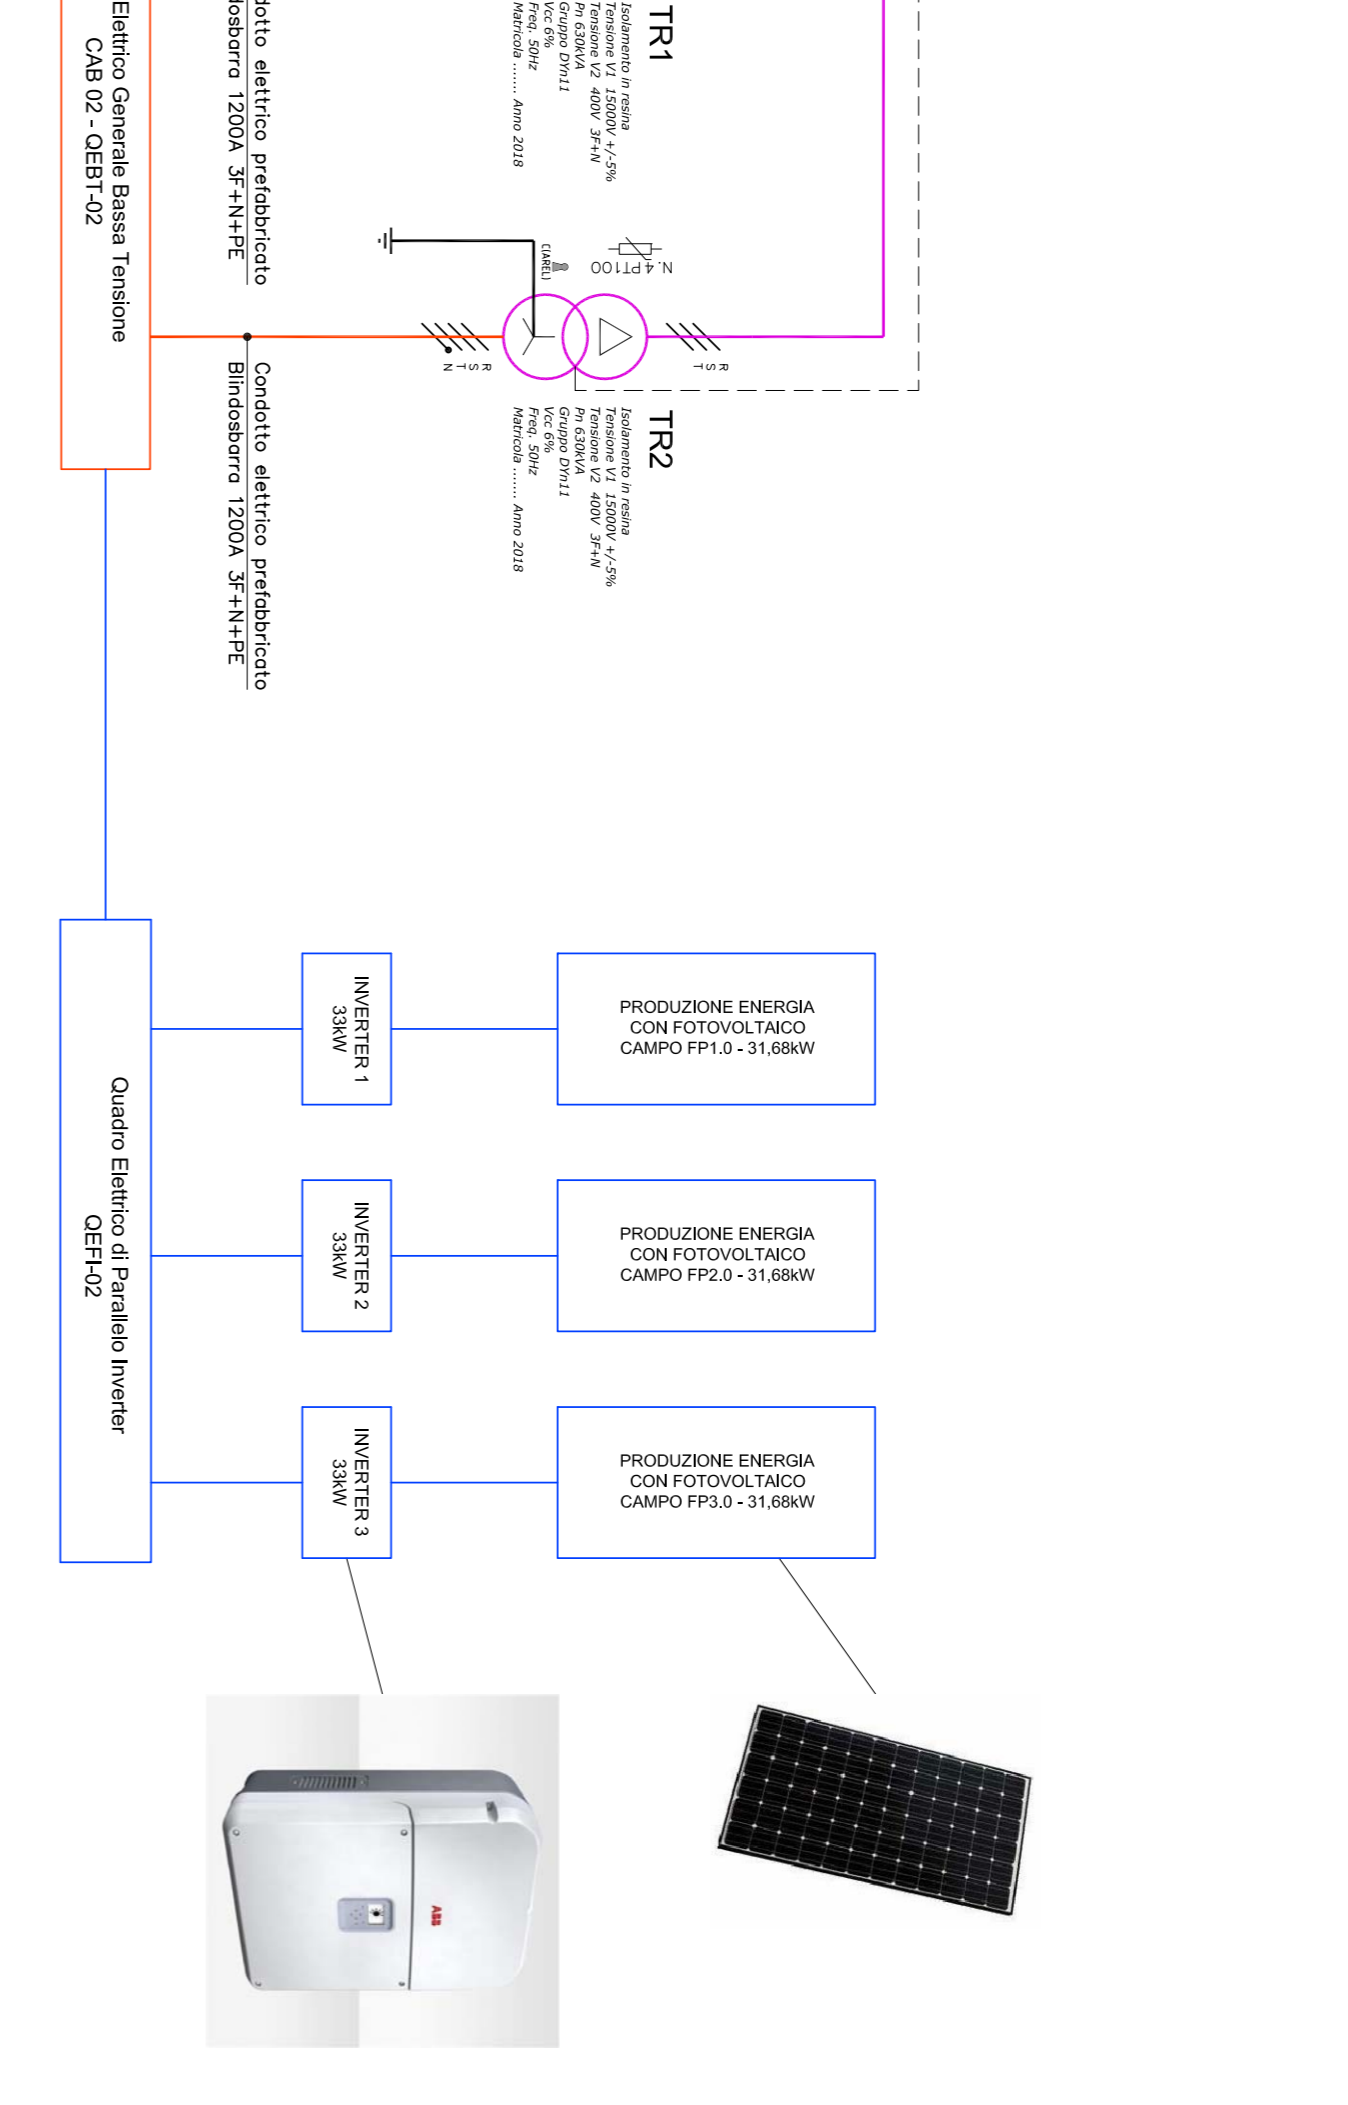 TR1
Isolamento in resina
Tensione V1 15000V +/-5%
Tensione V2 400V 3F+N
Pn 630kVA
Gruppo DYn11
Vcc 6%
Freq. 50Hz
Matricola ....... Anno 2018
Elettrico Generale Bassa Tensione
CAB 02 - QEBT-02
dotto elettrico prefabbricato
dosbarra 1200A 3F+N+PE
N.4 PT100
C(AREL)
R
S
T
R
S
T
N
TR2
Isolamento in resina
Tensione V1 15000V +/-5%
Tensione V2 400V 3F+N
Pn 630kVA
Gruppo DYn11
Vcc 6%
Freq. 50Hz
Matricola ....... Anno 2018
Condotto elettrico prefabbricato
Blindosbarra 1200A 3F+N+PE
Quadro Elettrico di Parallelo Inverter
QEFI-02
INVERTER 1
33kW
PRODUZIONE ENERGIA
CON FOTOVOLTAICO
CAMPO FP1.0 - 31,68kW
INVERTER 2
33kW
PRODUZIONE ENERGIA
CON FOTOVOLTAICO
CAMPO FP2.0 - 31,68kW
INVERTER 3
33kW
PRODUZIONE ENERGIA
CON FOTOVOLTAICO
CAMPO FP3.0 - 31,68kW
ABB